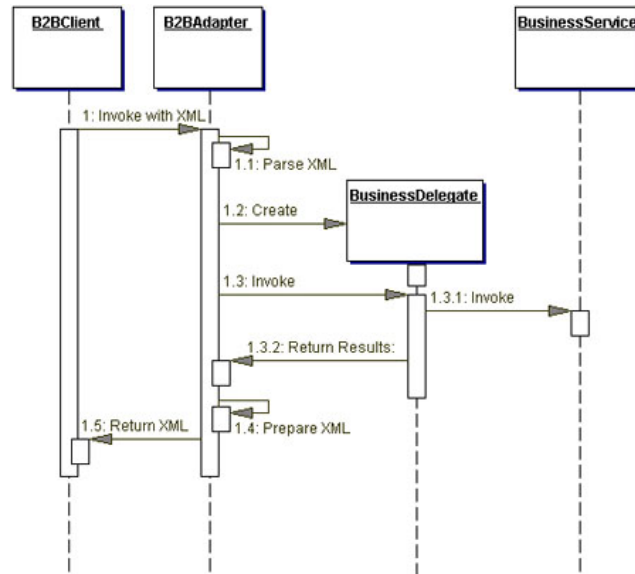 B2BClient
B2BAdapter
BusinessService
1: Invoke with XML
1.1: Parse XML
BusinessDelegate
1.2: Create
1.3: Invoke
1.3.1: Invoke
1.3.2: Return Results:
1.4: Prepare XML
1.5: Return XML